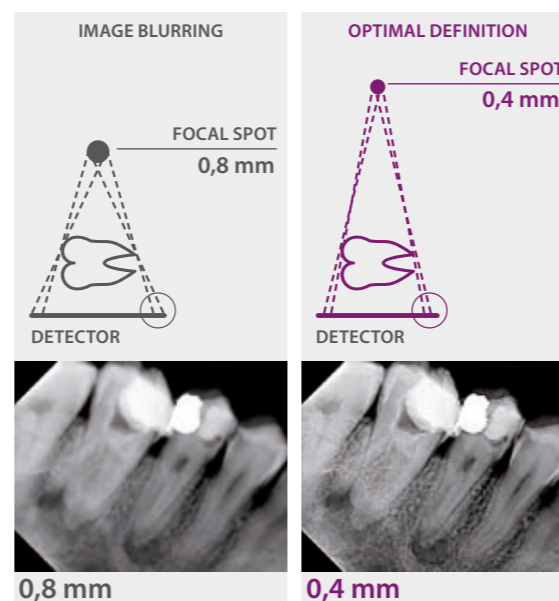 IMAGE BLURRING
FOCAL SPOT
0,8 mm
DETECTOR
0,8 mm
OPTIMAL DEFINITION
FOCAL SPOT
0,4 mm
DETECTOR
0,4 mm